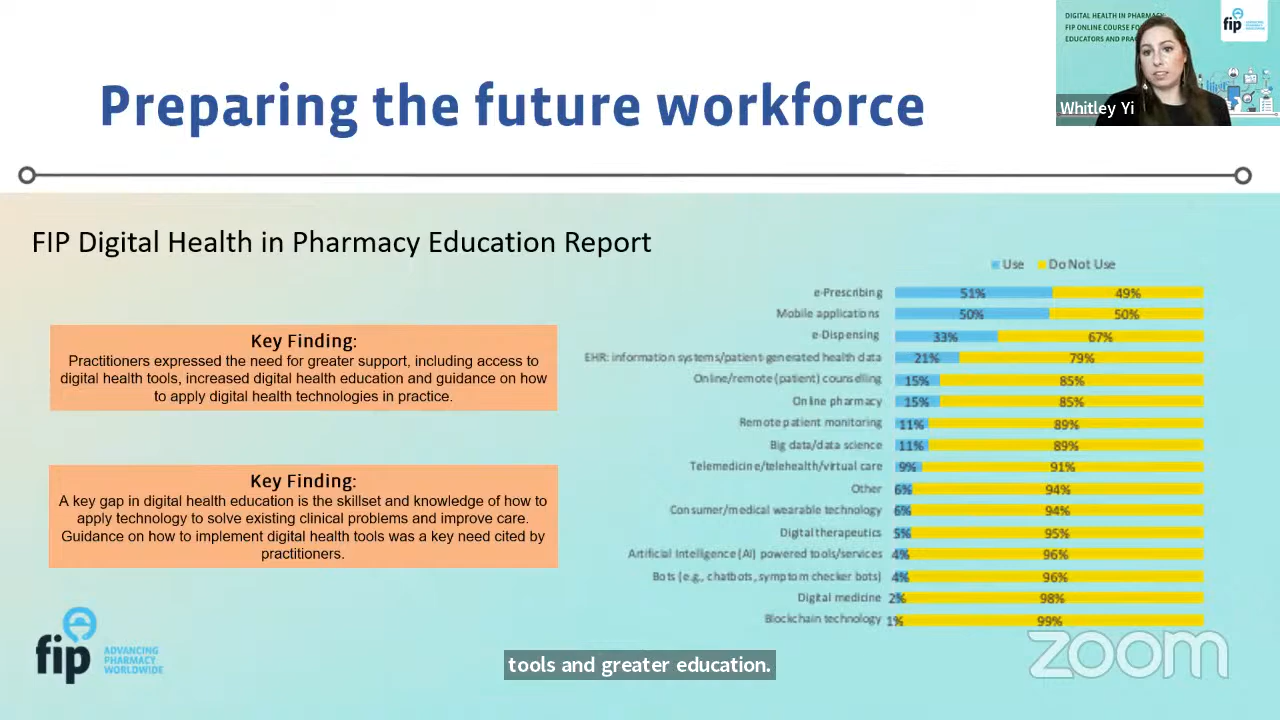 DIGITAL HEALTH IN PHARMACY
FIP ONLINE COURSE FO
EDUCATORS AND PRA
fip
ADVANCING
PHARMACY
WORLDWIDE
Whitley Yi
Preparing the future workforce
FIP Digital Health in Pharmacy Education Report
Key Finding:
Practitioners expressed the need for greater support, including access to
digital health tools, increased digital health education and guidance on how
to apply digital health technologies in practice.
Key Finding:
A key gap in digital health education is the skillset and knowledge of how to
apply technology to solve existing clinical problems and improve care.
Guidance on how to implement digital health tools was a key need cited by
practitioners.
Use Do Not Use
e-Prescribing 51% 49%
Mobile applications 50% 50%
e-Dispensing 33% 67%
EHR: information systems/patient-generated health data 21% 79%
Online/remote (patient) counselling 15% 85%
Online pharmacy 15% 85%
Remote patient monitoring 11% 89%
Big data/data science 11% 89%
Telemedicine/telehealth/virtual care 9% 91%
Other 6% 94%
Consumer/medical wearable technology 6% 94%
Digital therapeutics 5% 95%
Artificial Intelligence (AI) powered tools/services 4% 96%
Bots (e.g., chatbots, symptom checker bots) 4% 96%
Digital medicine 2% 98%
Blockchain technology 1% 99%
fip
ADVANCING
PHARMACY
WORLDWIDE
tools and greater education.
zoom